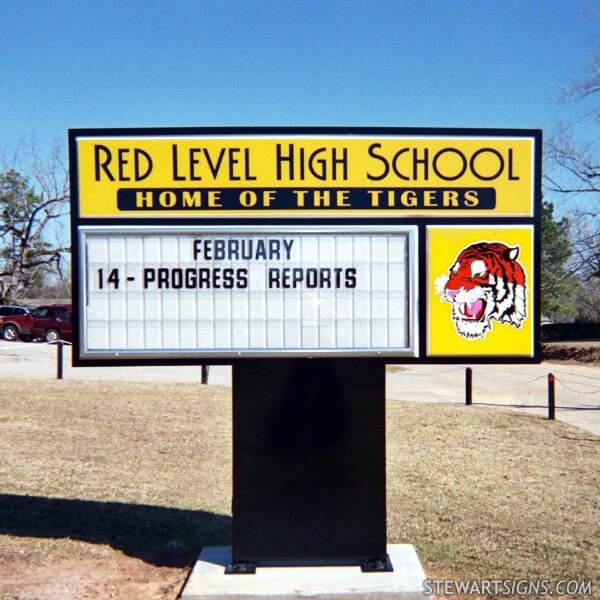 RED LEVEL HIGH SCHOOL
HOME OF THE TIGERS
FEBRUARY
14 - PROGRESS REPORTS
STEWARTSIGNS.COM